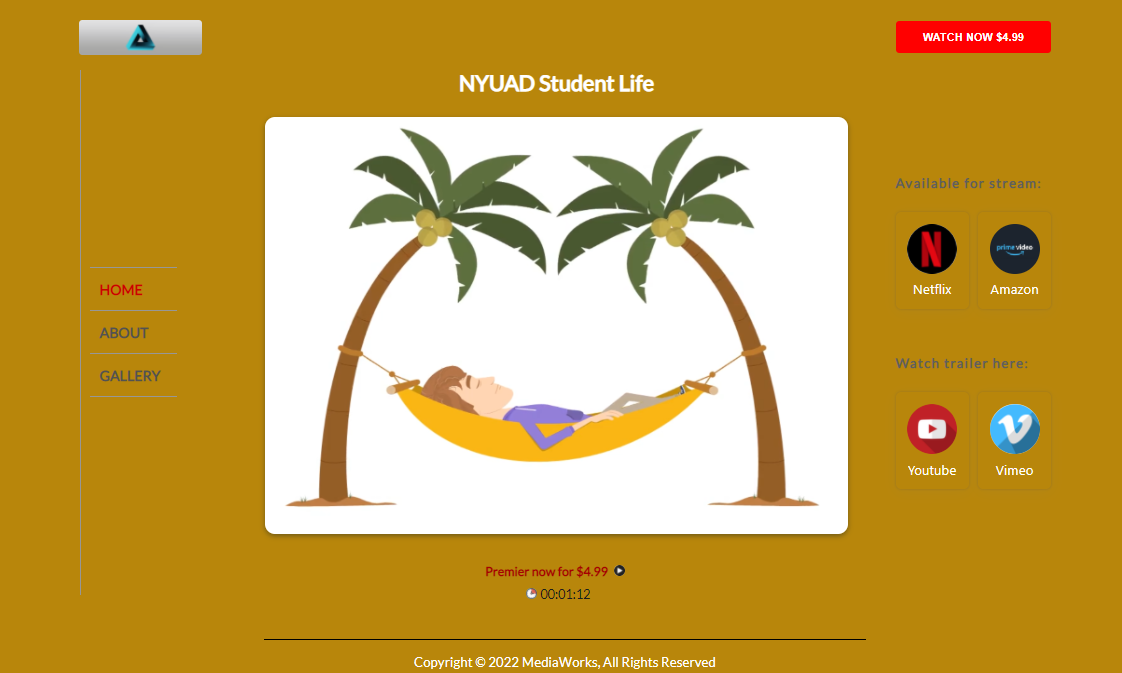 WATCH NOW $4.99
NYUAD Student Life
HOME
ABOUT
GALLERY
Available for stream:
prime video
Netflix
Amazon
Watch trailer here:
Youtube
Vimeo
Premier now for $4.99
00:01:12
Copyright © 2022 MediaWorks, All Rights Reserved